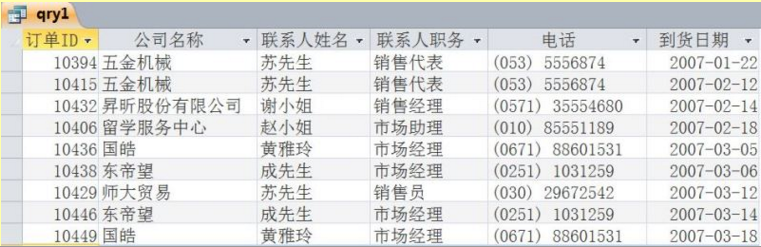 qry1
订单ID 公司名称 联系人姓名 联系人职务 电话 到货日期
10394 五金机械 苏先生 销售代表 (053) 5556874 2007-01-22
10415 五金机械 苏先生 销售代表 (053) 5556874 2007-02-12
10432 昇昕股份有限公司 谢小姐 销售经理 (0571) 35554680 2007-02-14
10406 留学服务中心 赵小姐 市场助理 (010) 85551189 2007-02-18
10436 国皓 黄雅玲 市场经理 (0671) 88601531 2007-03-05
10438 东帝望 成先生 市场经理 (0251) 1031259 2007-03-06
10429 师大贸易 苏先生 销售员 (030) 29672542 2007-03-12
10446 东帝望 成先生 市场经理 (0251) 1031259 2007-03-14
10449 国皓 黄雅玲 市场经理 (0671) 88601531 2007-03-18